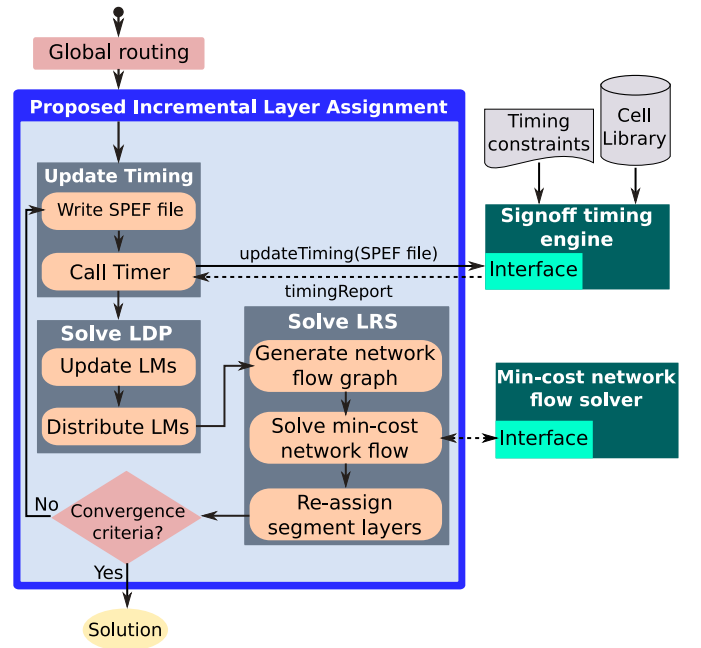 Global routing
Proposed Incremental Layer Assignment
Timing
constraints
Cell
Library
Update Timing
Write SPEF file
Call Timer
updateTiming(SPEF file)
timingReport
Signoff timing
engine
Interface
Solve LDP
Update LMs
Distribute LMs
Solve LRS
Generate network
flow graph
Solve min-cost
network flow
Re-assign
segment layers
Min-cost network
flow solver
Interface
Convergence
criteria?
No
Yes
Solution